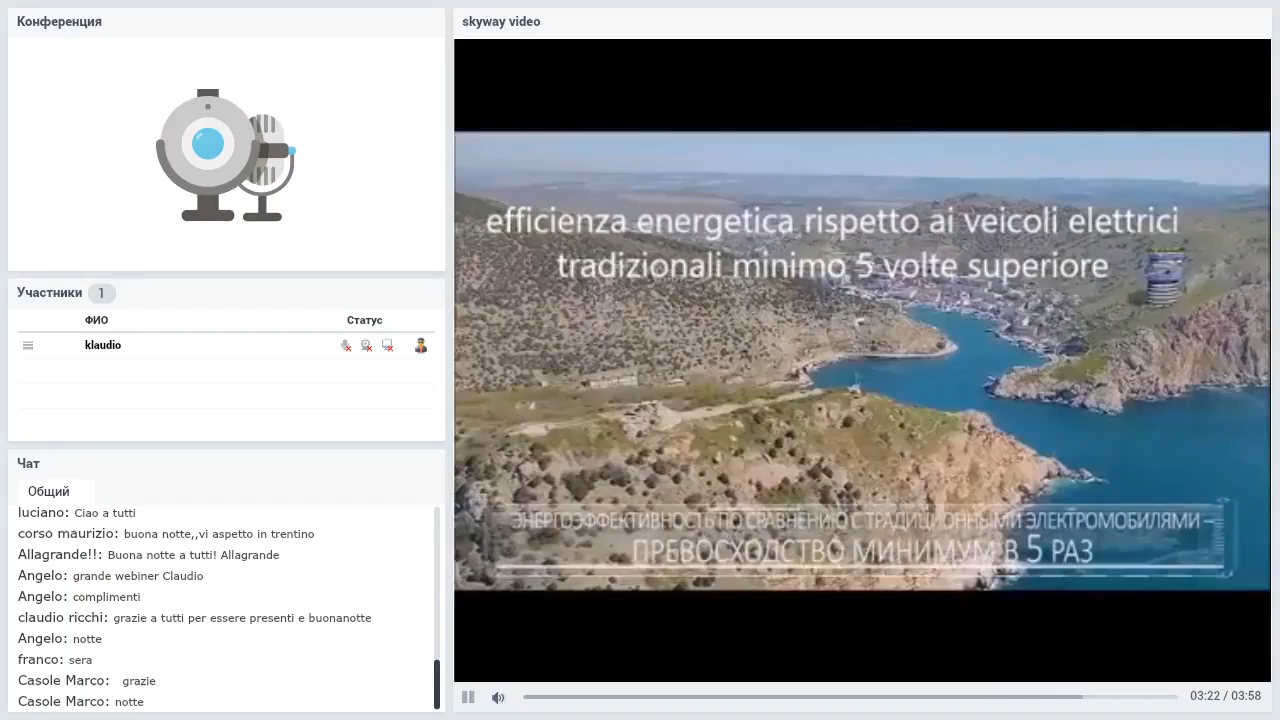 Конференция
Участники 1
ФИО Статус
klaudio
Чат
Общий
luciano: Ciao a tutti
corso maurizio: buona notte,,vi aspetto in trentino
Allagrande!!: Buona notte a tutti! Allagrande
Angelo: grande webiner Claudio
Angelo: complimenti
claudio ricchi: grazie a tutti per essere presenti e buonanotte
Angelo: notte
franco: sera
Casole Marco: grazie
Casole Marco: notte
skyway video
efficienza energetica rispetto ai veicoli elettrici
tradizionali minimo 5 volte superiore
ЭНЕРГОЭФФЕКТИВНОСТЬ ПО СРАВНЕНИЮ С ТРАДИЦИОННЫМИ ЭЛЕКТРОМОБИЛЯМИ –
ПРЕВОСХОДСТВО МИНИМУМ В 5 РАЗ
03:22 / 03:58